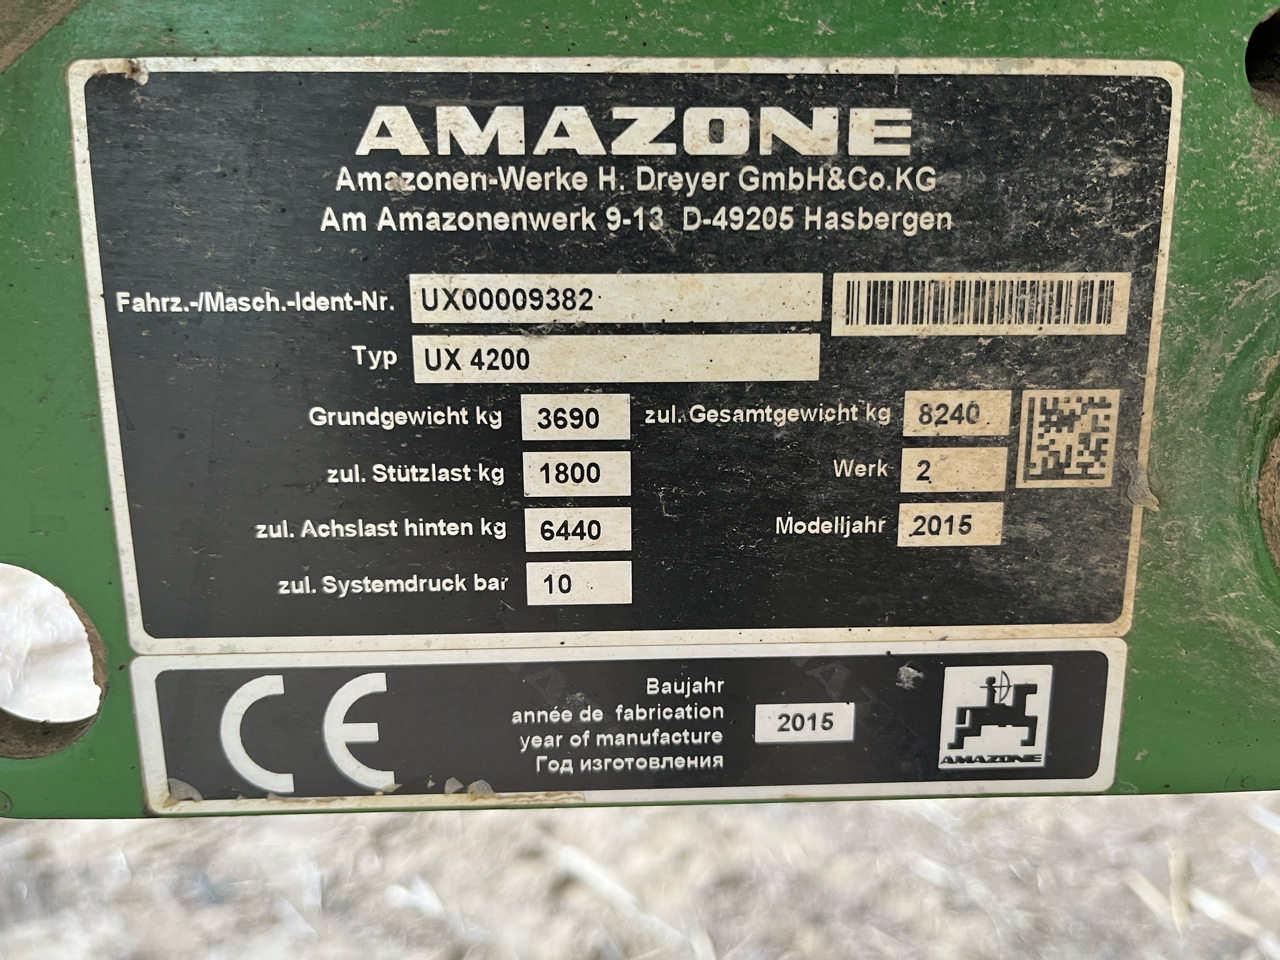 AMAZONE
Amazonen-Werke H. Dreyer GmbH&Co.KG
Am Amazonenwerk 9-13 D-49205 Hasbergen
Fahrz.-/Masch.-Ident-Nr. UX00009382
Typ UX 4200
Grundgewicht kg 3690 zul. Gesamtgewicht kg 8240
zul. Stützlast kg 1800 Werk 2
zul. Achslast hinten kg 6440 Modelljahr 2015
zul. Systemdruck bar 10
CE
Baujahr
année de fabrication
year of manufacture 2015
Год изготовления
AMAZONE